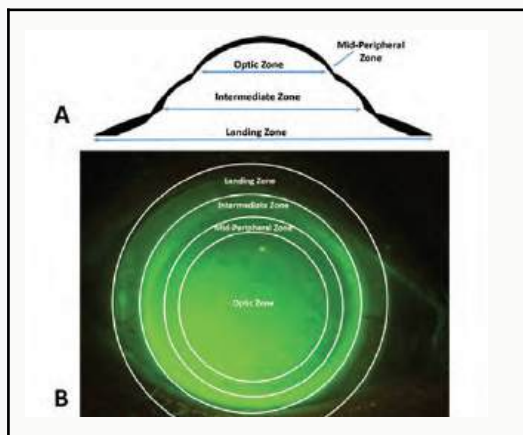 Mid-Peripheral
Zone
Optic Zone
Intermediate Zone
A
Landing Zone
Landing Zone
Intermediate Zone
Mid-Peripheral Zone
Optic Zone
B